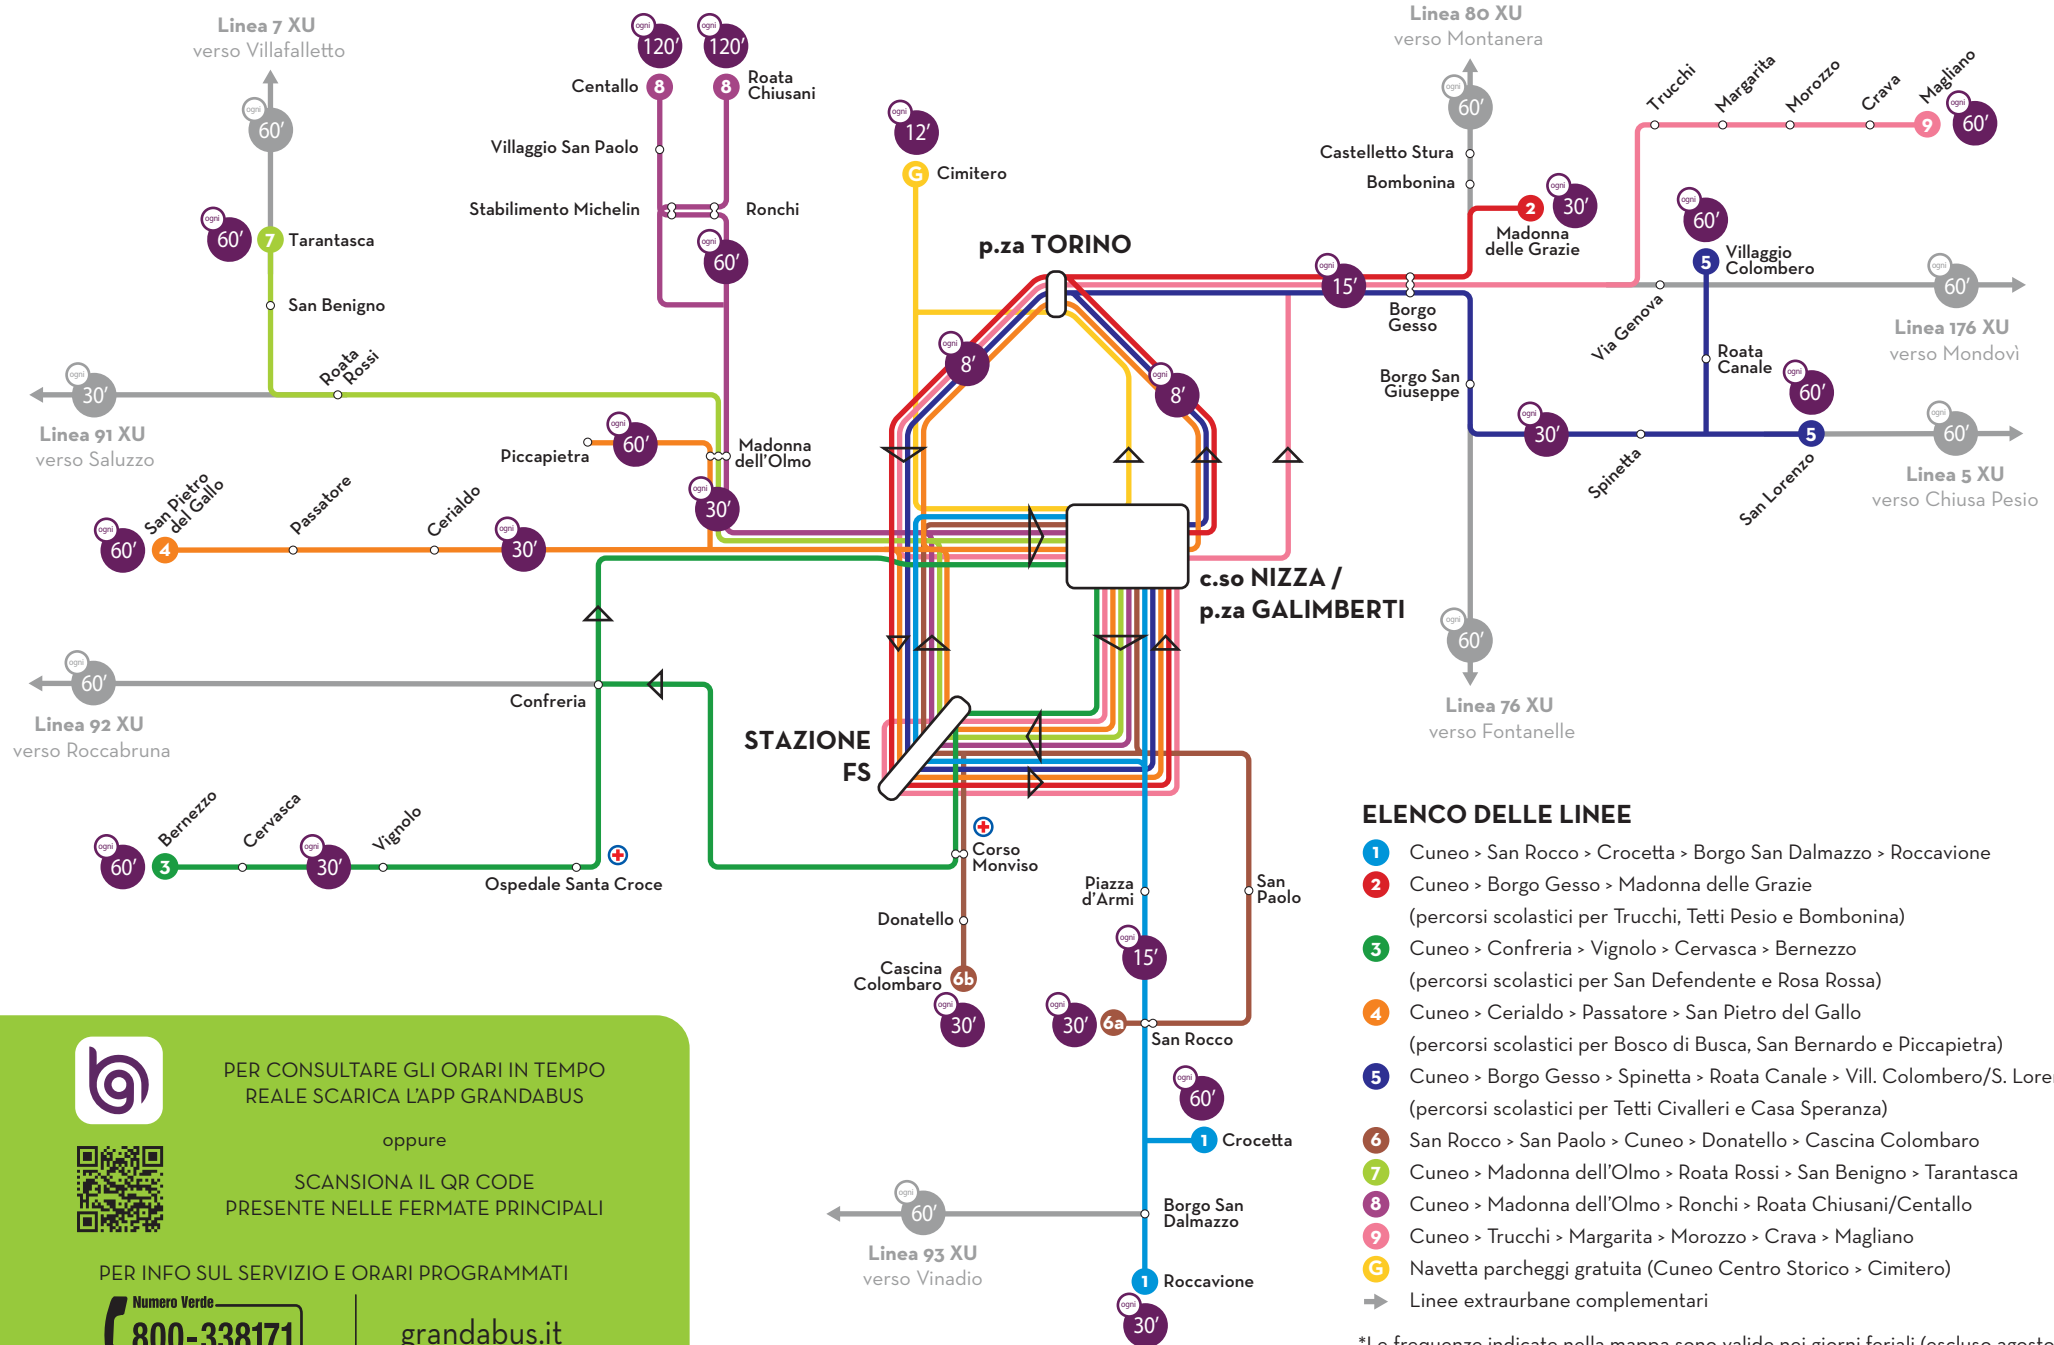 Linea 7 XU
verso Villafalletto
ogni
60'
ogni
60'
7
Tarantasca
San Benigno
Roata
Rossi
ogni
30'
Linea 91 XU
verso Saluzzo
ogni
120'
ogni
120'
Centallo
8
8
Roata
Chiusani
Villaggio San Paolo
Stabilimento Michelin
Ronchi
ogni
60'
ogni
12'
G
Cimitero
p.za TORINO
ogni
8'
ogni
8'
ogni
15'
Linea 80 XU
verso Montanera
ogni
60'
Castelletto Stura
Bombonina
2
ogni
30'
Madonna
delle Grazie
Borgo
Gesso
Trucchi
Margarita
Morozzo
Crava
Magliano
9
ogni
60'
ogni
60'
5
Villaggio
Colombero
Via Genova
ogni
60'
Linea 176 XU
verso Mondovì
Roata
Canale
Borgo San
Giuseppe
ogni
30'
Spinetta
ogni
60'
5
San Lorenzo
ogni
60'
Linea 5 XU
verso Chiusa Pesio
Piccapietra
ogni
60'
Madonna
dell'Olmo
ogni
30'
ogni
60'
4
San Pietro
del Gallo
Passatore
Cerialdo
ogni
30'
c.so NIZZA /
p.za GALIMBERTI
ogni
60'
Linea 76 XU
verso Fontanelle
ogni
60'
Linea 92 XU
verso Roccabruna
Confreria
STAZIONE
FS
ogni
60'
3
Bernezzo
Cervasca
ogni
30'
Vignolo
Ospedale Santa Croce
Corso
Monviso
Donatello
Cascina
Colombaro
6b
ogni
30'
Piazza
d'Armi
San
Paolo
ogni
15'
ogni
30'
6a
San Rocco
ogni
60'
1
Crocetta
Borgo San
Dalmazzo
ogni
60'
Linea 93 XU
verso Vinadio
1
Roccavione
ogni
30'
ELENCO DELLE LINEE
1 Cuneo > San Rocco > Crocetta > Borgo San Dalmazzo > Roccavione
2 Cuneo > Borgo Gesso > Madonna delle Grazie
(percorsi scolastici per Trucchi, Tetti Pesio e Bombonina)
3 Cuneo > Confreria > Vignolo > Cervasca > Bernezzo
(percorsi scolastici per San Defendente e Rosa Rossa)
4 Cuneo > Cerialdo > Passatore > San Pietro del Gallo
(percorsi scolastici per Bosco di Busca, San Bernardo e Piccapietra)
5 Cuneo > Borgo Gesso > Spinetta > Roata Canale > Vill. Colombero/S. Lore
(percorsi scolastici per Tetti Civalleri e Casa Speranza)
6 San Rocco > San Paolo > Cuneo > Donatello > Cascina Colombaro
7 Cuneo > Madonna dell'Olmo > Roata Rossi > San Benigno > Tarantasca
8 Cuneo > Madonna dell'Olmo > Ronchi > Roata Chiusani/Centallo
9 Cuneo > Trucchi > Margarita > Morozzo > Crava > Magliano
G Navetta parcheggi gratuita (Cuneo Centro Storico > Cimitero)
Linee extraurbane complementari
*Le frequenze indicate nella mappa sono valide nei giorni feriali (escluso agosto
PER CONSULTARE GLI ORARI IN TEMPO
REALE SCARICA L'APP GRANDABUS
oppure
SCANSIONA IL QR CODE
PRESENTE NELLE FERMATE PRINCIPALI
PER INFO SUL SERVIZIO E ORARI PROGRAMMATI
Numero Verde
800-338171
grandabus.it